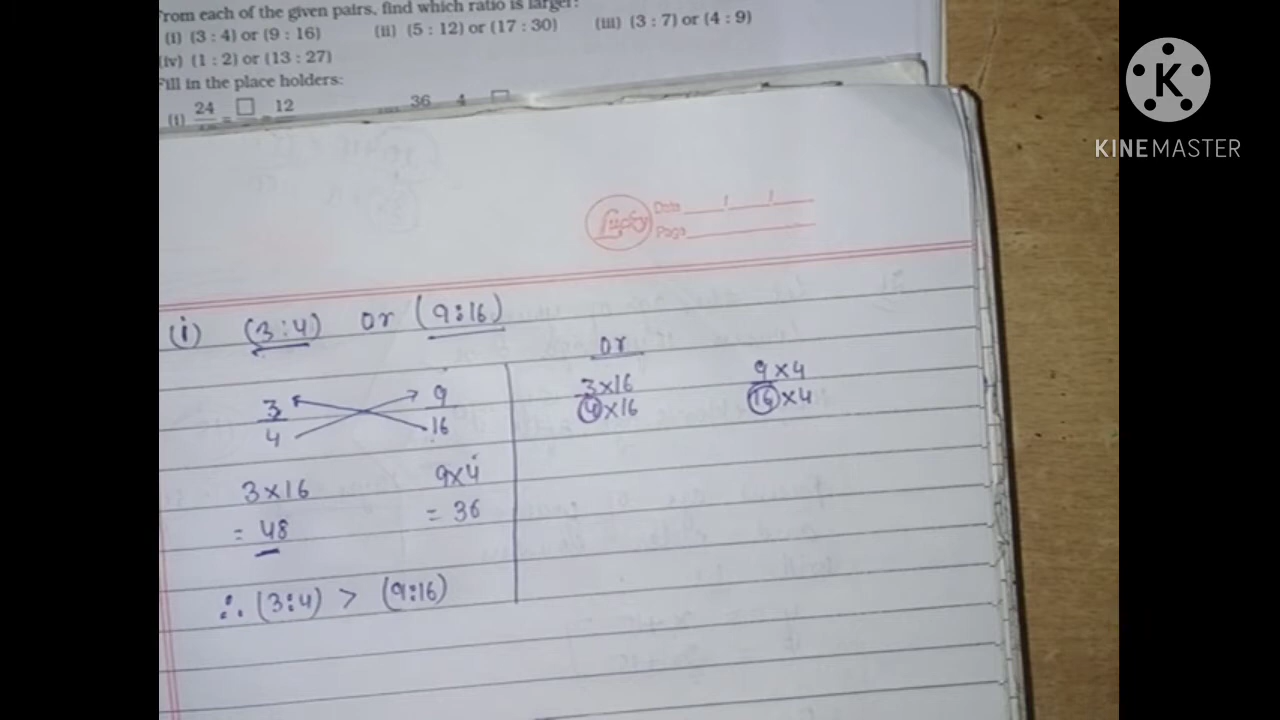 From each of the given pairs, find which ratio is larger:
(i) (3 : 4) or (9 : 16) (ii) (5 : 12) or (17 : 30) (iii) (3 : 7) or (4 : 9)
(iv) (1 : 2) or (13 : 27)
Fill in the place holders:
(i) 24 = □ = 12 36 4 □
K
KINEMASTER
Lucky Date / /
Page
(i) (3:4) or (9:16)
or
3/4 9/16 3×16/4×16 9×4/16×4
3×16 9×4
= 48 = 36
∴ (3:4) > (9:16)